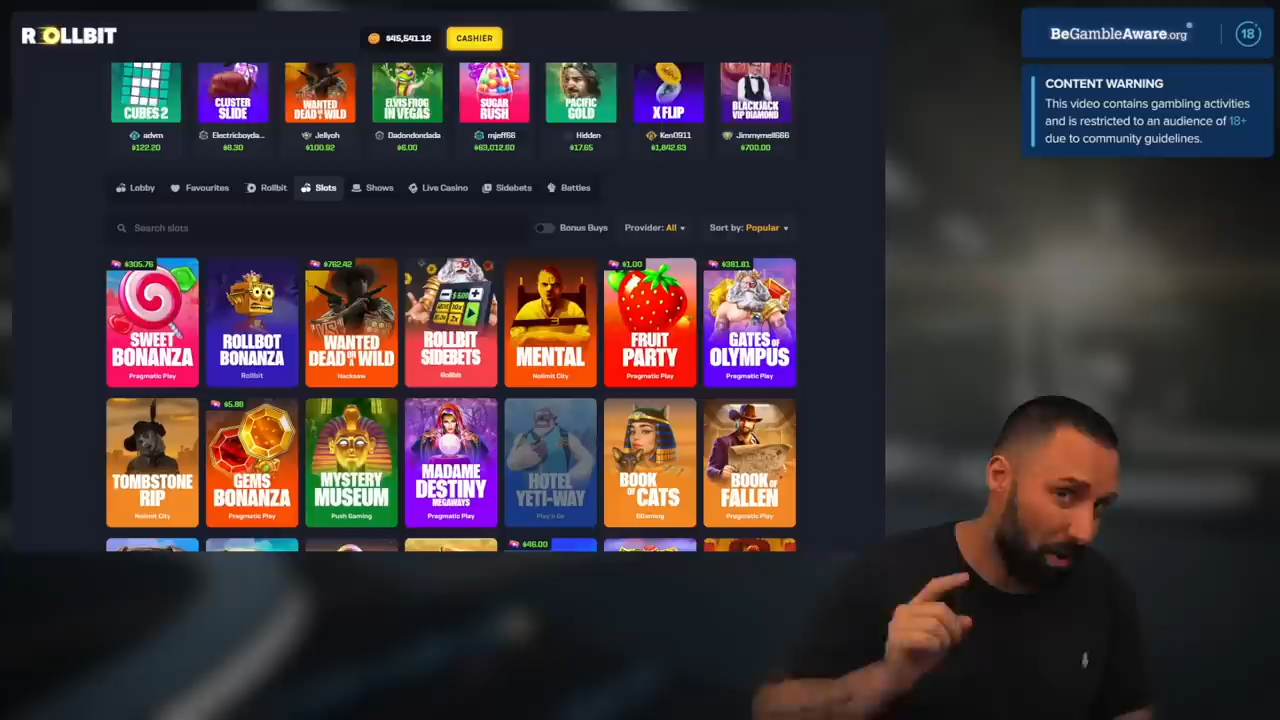 ROLLBIT
$45,541.12
CASHIER
BeGambleAware.org
18
CONTENT WARNING
This video contains gambling activities
and is restricted to an audience of 18+
due to community guidelines.
CUBES 2
CLUSTER SLIDE
WANTED DEAD OR A WILD
ELVIS FROG IN VEGAS
SUGAR RUSH
PACIFIC GOLD
X FLIP
BLACKJACK VIP DIAMOND
advm
Electricboyda...
Jellyoh
Dadondondada
mjeff66
Hidden
Ken0911
Jimmymell666
$122.20
$8.30
$100.92
$6.00
$63,012.60
$17.65
$1,842.63
$700.00
Lobby
Favourites
Rollbit
Slots
Shows
Live Casino
Sidebets
Battles
Search slots
Bonus Buys
Provider: All
Sort by: Popular
$305.76
SWEET BONANZA
Pragmatic Play
ROLLBOT BONANZA
Rollbit
$762.42
WANTED DEAD OR A WILD
Hacksaw
$5.00
ROLLBIT SIDEBETS
Rollbit
MENTAL
Nolimit City
$1.00
FRUIT PARTY
Pragmatic Play
$381.81
GATES OF OLYMPUS
Pragmatic Play
TOMBSTONE RIP
Nolimit City
$5.88
GEMS BONANZA
Pragmatic Play
MYSTERY MUSEUM
Push Gaming
MADAME DESTINY MEGAWAYS
Pragmatic Play
HOTEL YETI-WAY
Play'n Go
BOOK OF CATS
BGaming
BOOK OF FALLEN
Pragmatic Play
$46.00